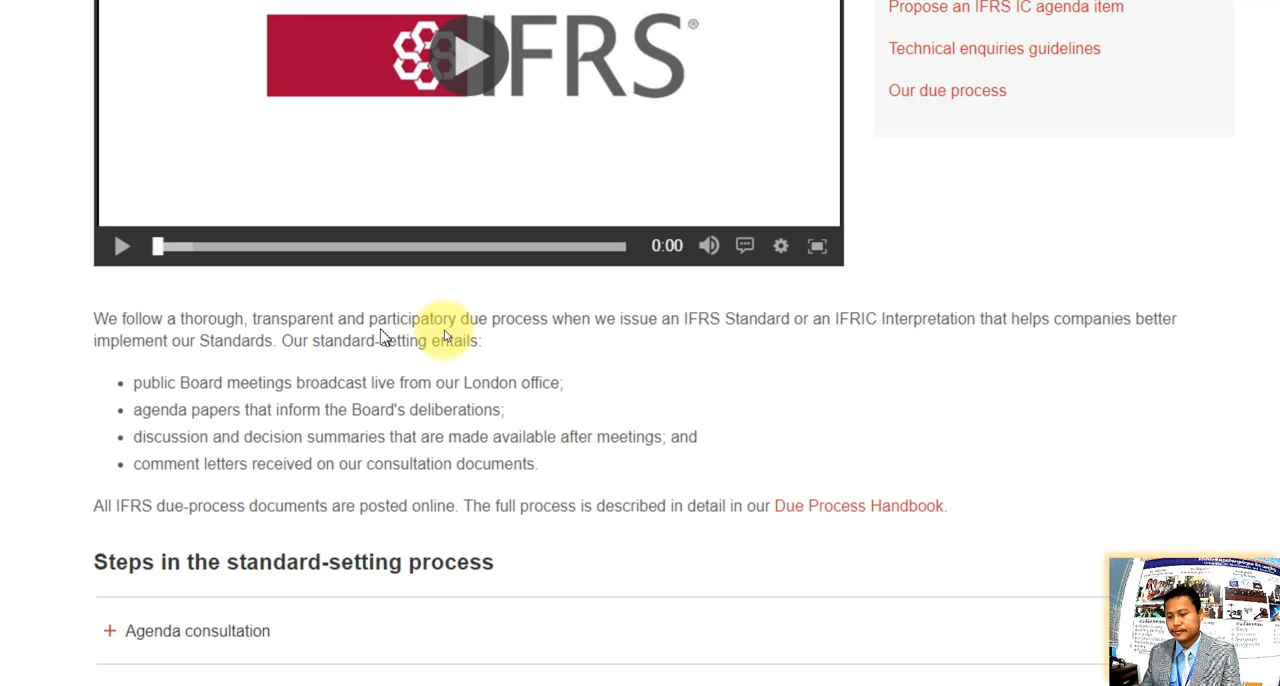 IFRS®
Propose an IFRS IC agenda item
Technical enquiries guidelines
Our due process
0:00
We follow a thorough, transparent and participatory due process when we issue an IFRS Standard or an IFRIC Interpretation that helps companies better
implement our Standards. Our standard-setting entails:
• public Board meetings broadcast live from our London office;
• agenda papers that inform the Board's deliberations;
• discussion and decision summaries that are made available after meetings; and
• comment letters received on our consultation documents.
All IFRS due-process documents are posted online. The full process is described in detail in our Due Process Handbook.
Steps in the standard-setting process
+ Agenda consultation